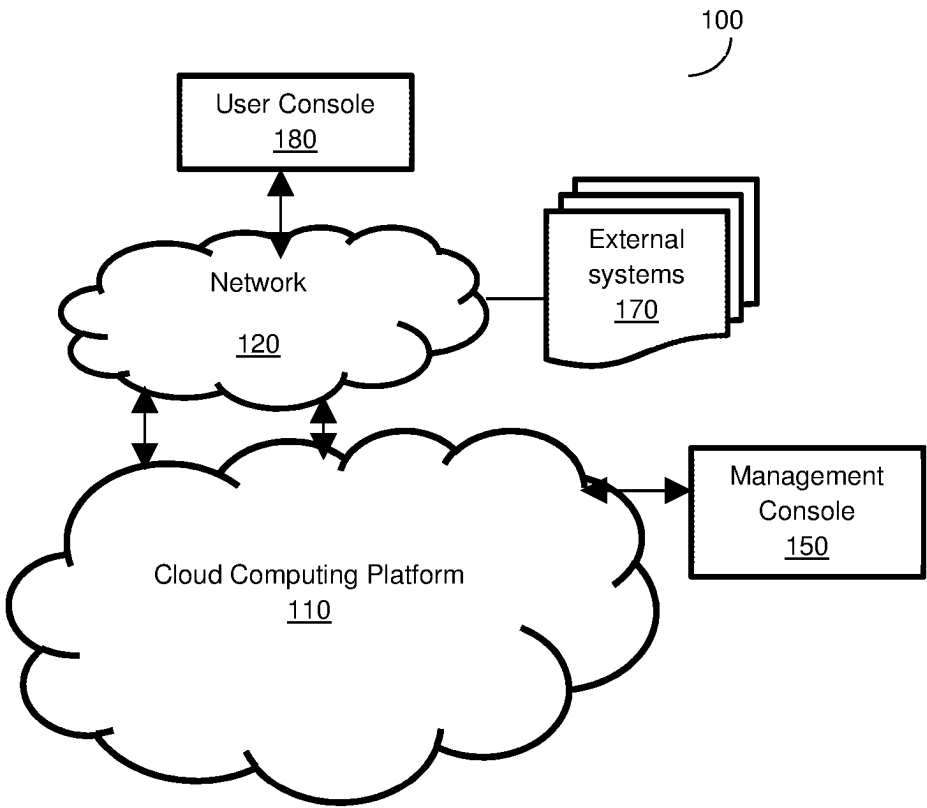 100
User Console
180
External
systems
170
Network
120
Management
Console
150
Cloud Computing Platform
110